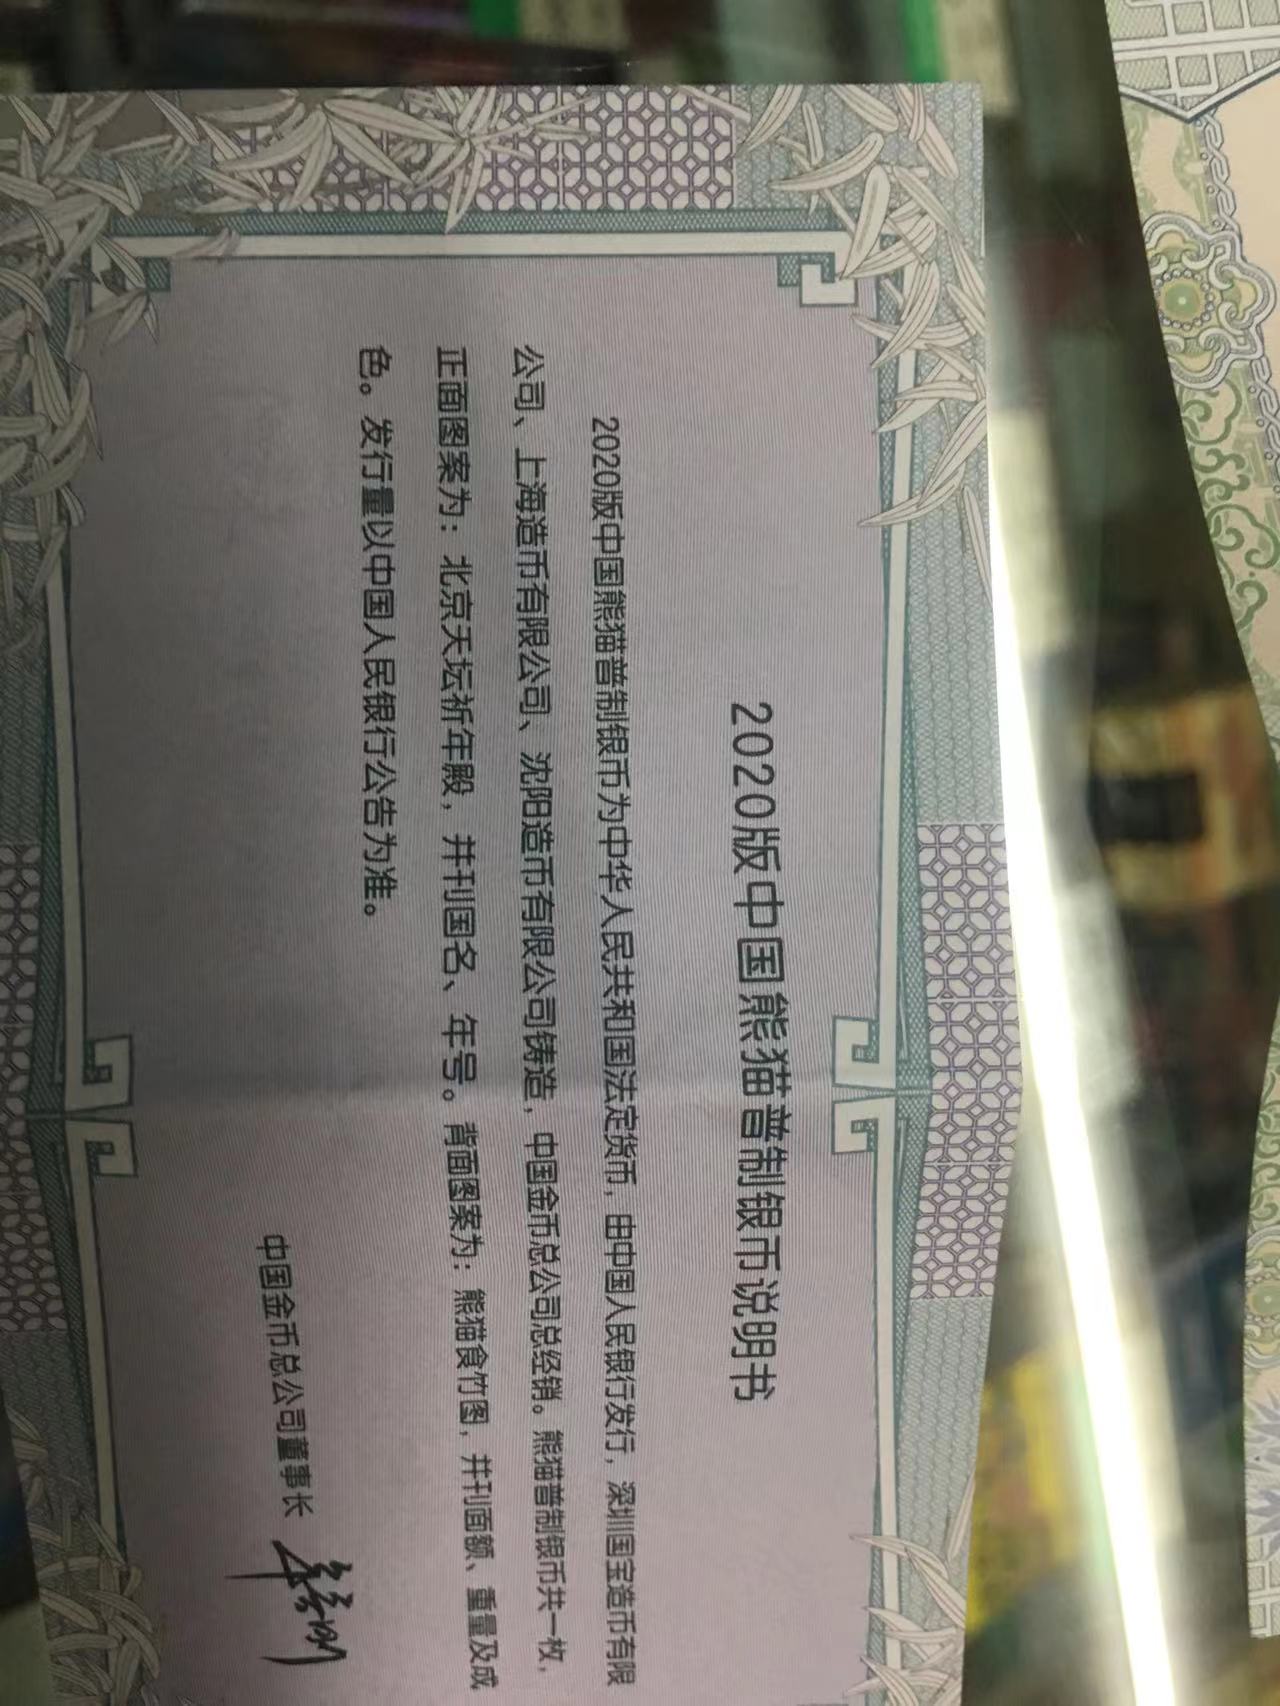 2020版中国熊猫普制银币说明书
2020版中国熊猫普制银币为中华人民共和国法定货币，由中国人民银行发行，深圳国宝造币有限
公司、上海造币有限公司、沈阳造币有限公司铸造，中国金币总公司总经销。熊猫普制银币共一枚，
正面图案为：北京天坛祈年殿，并刊国名、年号。背面图案为：熊猫食竹图，并刊面额、重量及成
色。发行量以中国人民银行公告为准。
中国金币总公司董事长